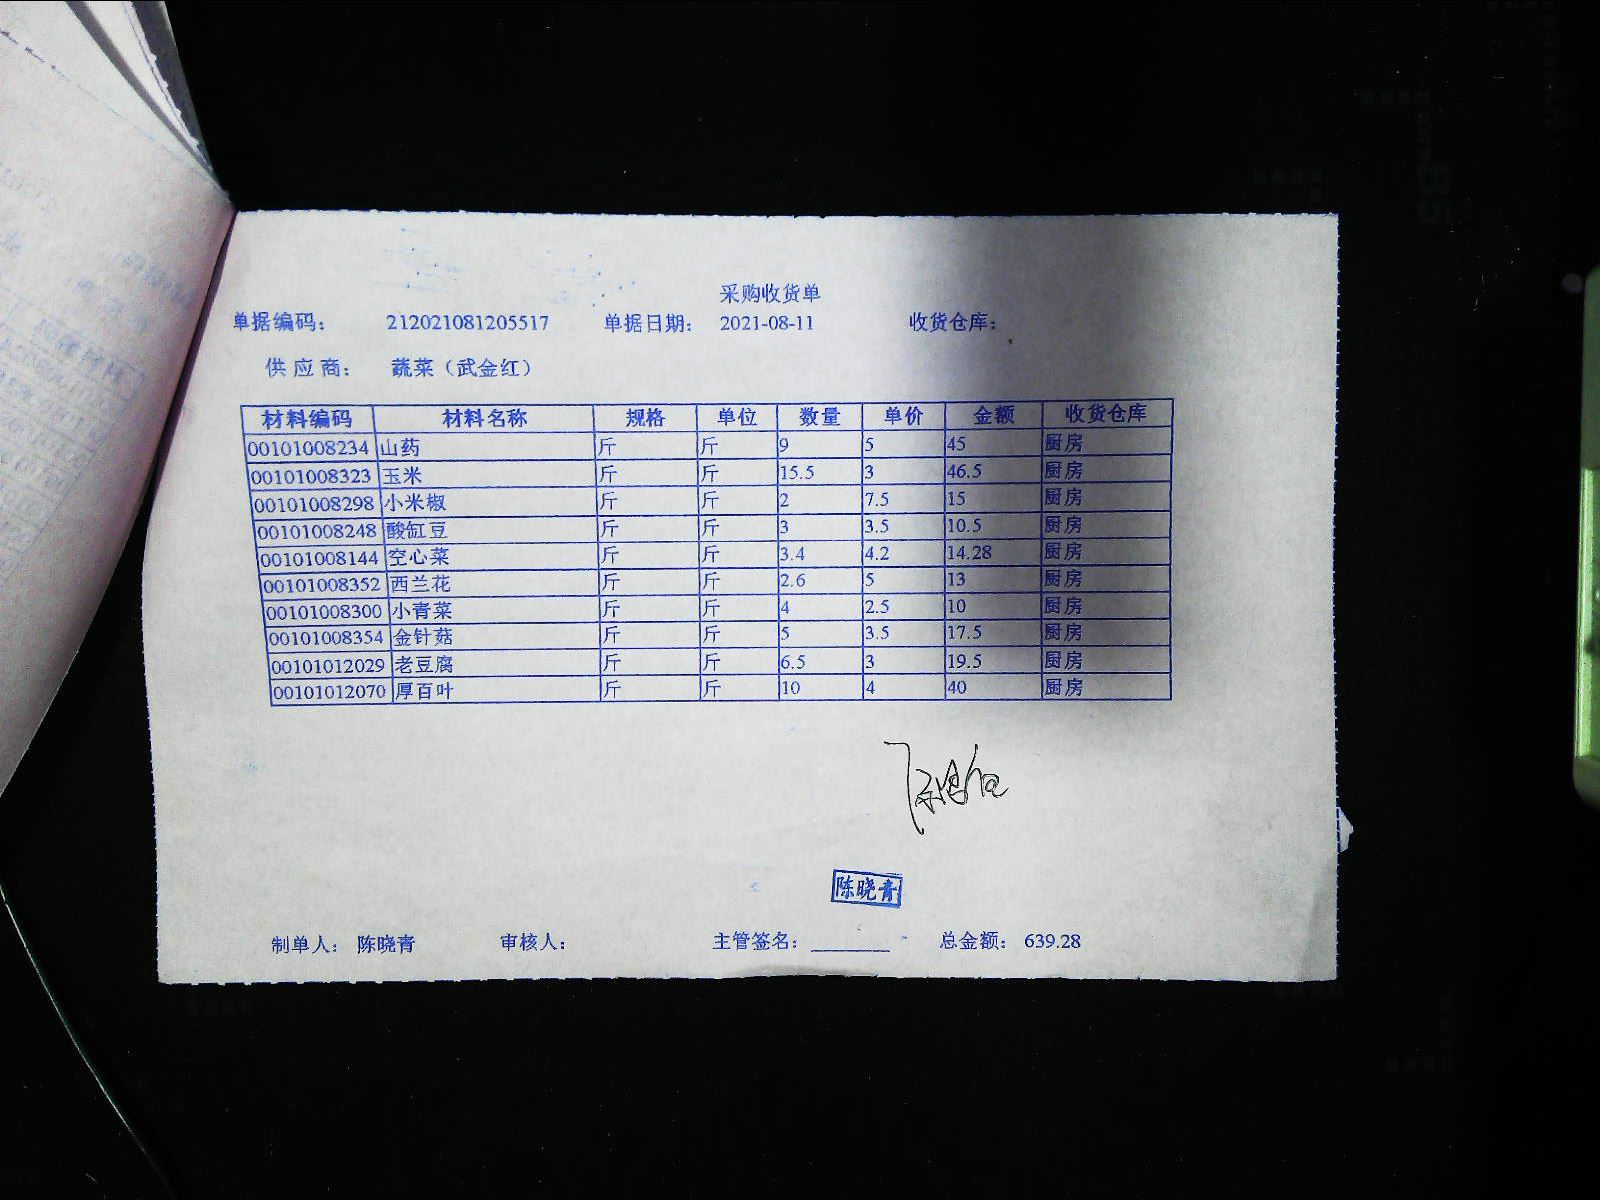 采购收货单
单据编码: 212021081205517 单据日期: 2021-08-11 收货仓库:
供应商: 蔬菜（武金红）
材料编码 材料名称 规格 单位 数量 单价 金额 收货仓库
00101008234 山药 斤 斤 9 5 45 厨房
00101008323 玉米 斤 斤 15.5 3 46.5 厨房
00101008298 小米椒 斤 斤 2 7.5 15 厨房
00101008248 酸缸豆 斤 斤 3 3.5 10.5 厨房
00101008144 空心菜 斤 斤 3.4 4.2 14.28 厨房
00101008352 西兰花 斤 斤 2.6 5 13 厨房
00101008300 小青菜 斤 斤 4 2.5 10 厨房
00101008354 金针菇 斤 斤 5 3.5 17.5 厨房
00101012029 老豆腐 斤 斤 6.5 3 19.5 厨房
00101012070 厚百叶 斤 斤 10 4 40 厨房
陈晓青
制单人: 陈晓青 审核人: 主管签名: 总金额: 639.28